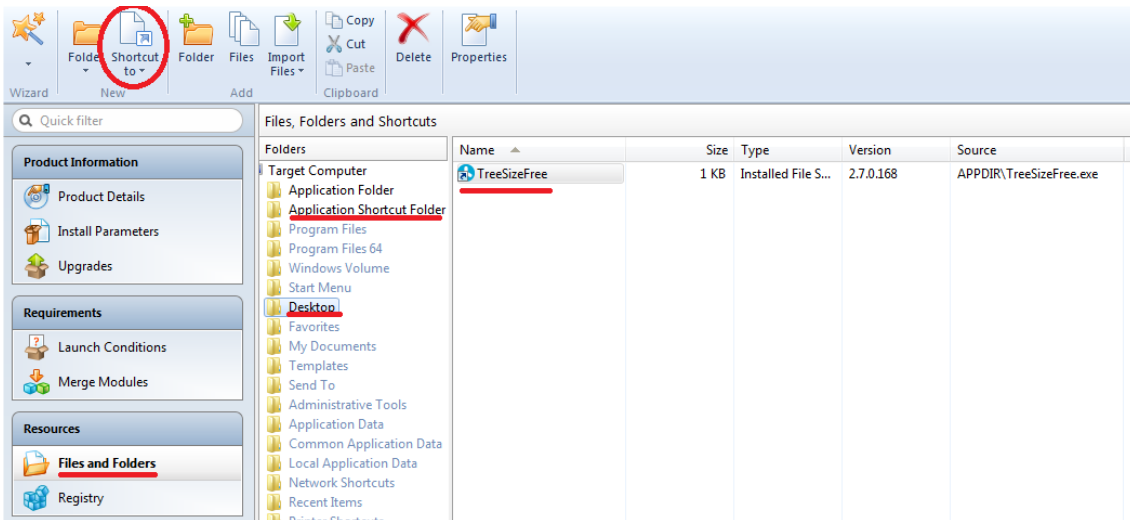 Folder Shortcut to
Folder
Files
Import Files
Copy
Cut
Paste
Delete
Properties
Wizard
New
Add
Clipboard
Quick filter
Product Information
Product Details
Install Parameters
Upgrades
Requirements
Launch Conditions
Merge Modules
Resources
Files and Folders
Registry
Files, Folders and Shortcuts
Folders
Target Computer
Application Folder
Application Shortcut Folder
Program Files
Program Files 64
Windows Volume
Start Menu
Desktop
Favorites
My Documents
Templates
Send To
Administrative Tools
Application Data
Common Application Data
Local Application Data
Network Shortcuts
Recent Items
Printer Shortcuts
Name Size Type Version Source
TreeSizeFree 1 KB Installed File S... 2.7.0.168 APPDIR\TreeSizeFree.exe